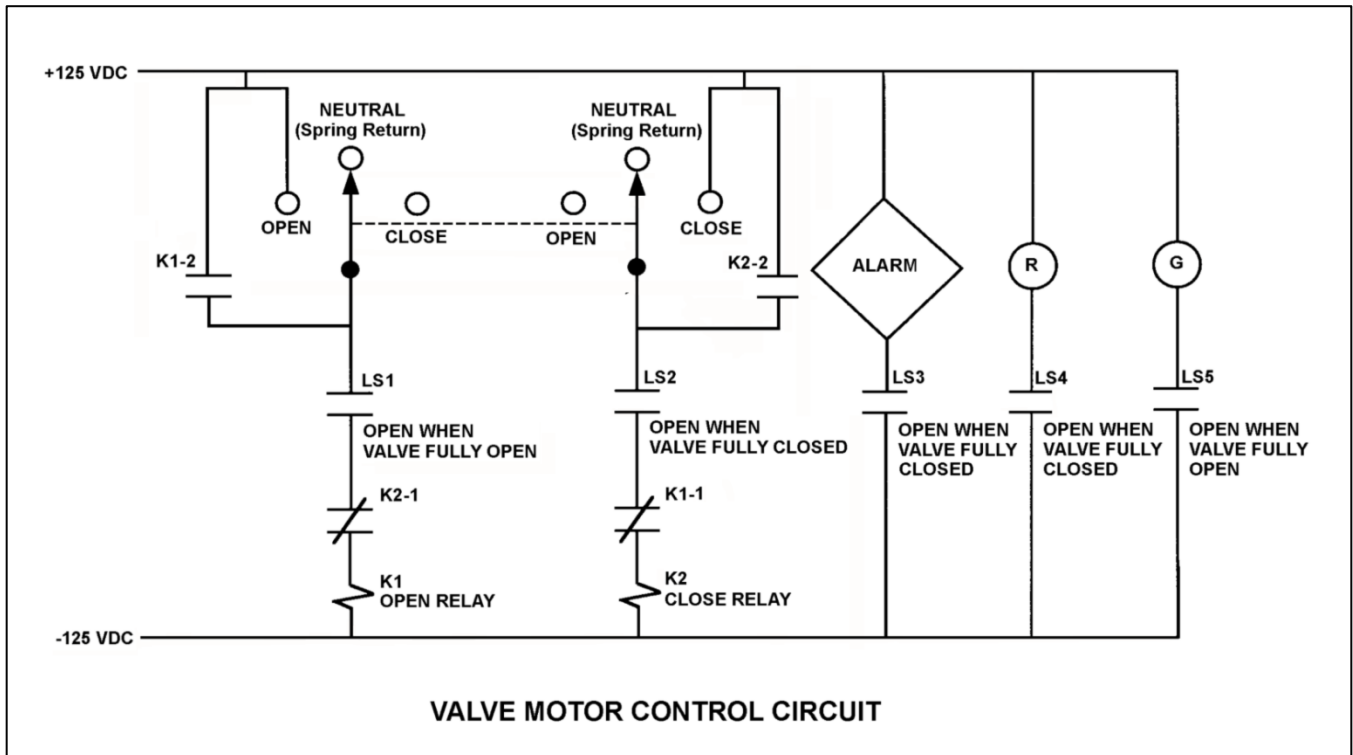 +125 VDC
NEUTRAL
(Spring Return)
NEUTRAL
(Spring Return)
OPEN
CLOSE
OPEN
CLOSE
K1-2
K2-2
ALARM
R
G
LS1
OPEN WHEN
VALVE FULLY OPEN
LS2
OPEN WHEN
VALVE FULLY CLOSED
LS3
OPEN WHEN
VALVE FULLY
CLOSED
LS4
OPEN WHEN
VALVE FULLY
CLOSED
LS5
OPEN WHEN
VALVE FULLY
OPEN
K2-1
K1-1
K1
OPEN RELAY
K2
CLOSE RELAY
-125 VDC
VALVE MOTOR CONTROL CIRCUIT